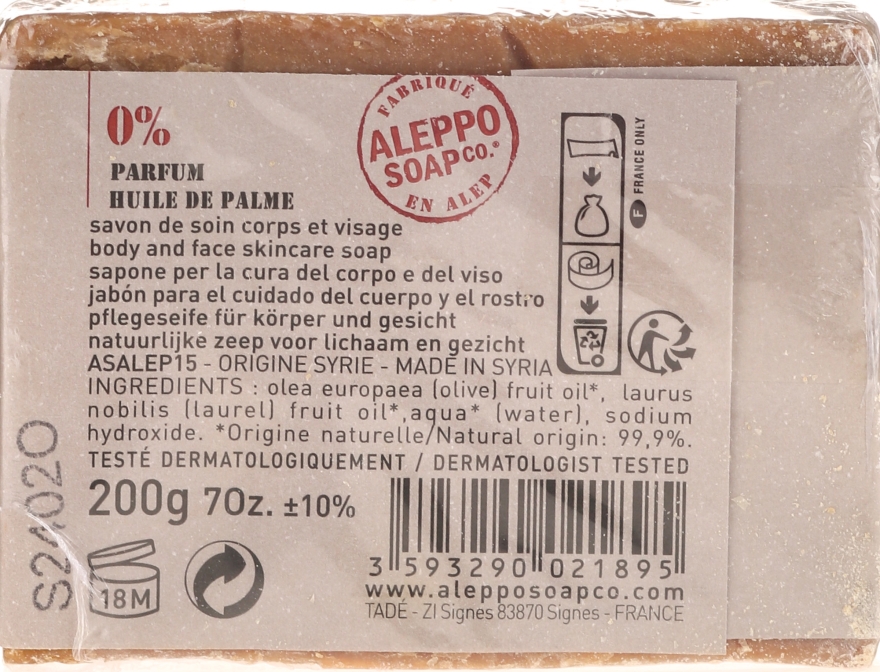 0%
PARFUM
HUILE DE PALME
FABRIQUÉ
ALEPPO
SOAP CO.®
EN ALEP
savon de soin corps et visage
body and face skincare soap
sapone per la cura del corpo e del viso
jabón para el cuidado del cuerpo y el rostro
pflegeseife für körper und gesicht
natuurlijke zeep voor lichaam en gezicht
ASALEP15 - ORIGINE SYRIE - MADE IN SYRIA
INGREDIENTS : olea europaea (olive) fruit oil*, laurus
nobilis (laurel) fruit oil*,aqua* (water), sodium
hydroxide. *Origine naturelle/Natural origin: 99,9%.
TESTÉ DERMATOLOGIQUEMENT / DERMATOLOGIST TESTED
200g 7Oz. ±10%
F FRANCE ONLY
S24020
18M
3 593290 021895
www.alepposoapco.com
TADÉ - ZI Signes 83870 Signes - FRANCE